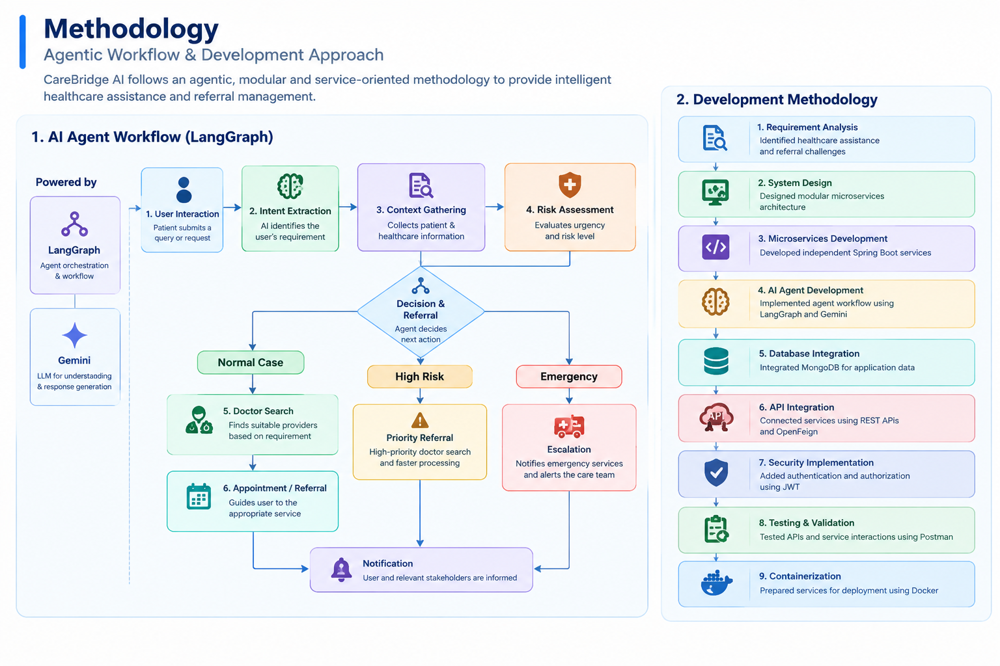 Methodology
Agentic Workflow & Development Approach
CareBridge AI follows an agentic, modular and service-oriented methodology to provide intelligent
healthcare assistance and referral management.
1. AI Agent Workflow (LangGraph)
Powered by
LangGraph
Agent orchestration
& workflow
Gemini
LLM for understanding
& response generation
1. User Interaction
Patient submits a
query or request
2. Intent Extraction
AI identifies the
user's requirement
3. Context Gathering
Collects patient &
healthcare information
4. Risk Assessment
Evaluates urgency
and risk level
Decision &
Referral
Agent decides
next action
Normal Case
High Risk
Emergency
5. Doctor Search
Finds suitable providers
based on requirement
6. Appointment / Referral
Guides user to the
appropriate service
Priority Referral
High-priority doctor search
and faster processing
Escalation
Notifies emergency services
and alerts the care team
Notification
User and relevant stakeholders are informed
2. Development Methodology
1. Requirement Analysis
Identified healthcare assistance
and referral challenges
2. System Design
Designed modular microservices
architecture
3. Microservices Development
Developed independent Spring Boot services
4. AI Agent Development
Implemented agent workflow using
LangGraph and Gemini
5. Database Integration
Integrated MongoDB for application data
API
6. API Integration
Connected services using REST APIs
and OpenFeign
7. Security Implementation
Added authentication and authorization
using JWT
8. Testing & Validation
Tested APIs and service interactions using Postman
9. Containerization
Prepared services for deployment using Docker